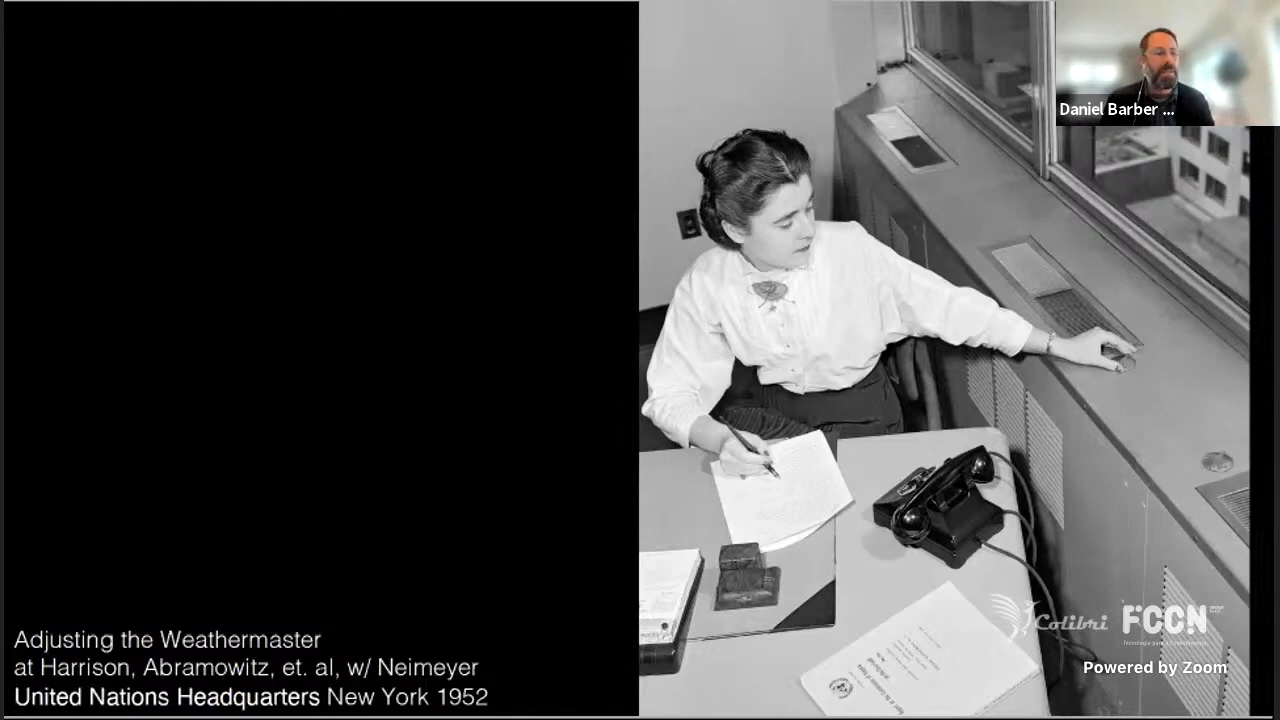 Daniel Barber ...
Adjusting the Weathermaster
at Harrison, Abramowitz, et. al, w/ Neimeyer
United Nations Headquarters New York 1952
Colibri FCCN
Powered by Zoom